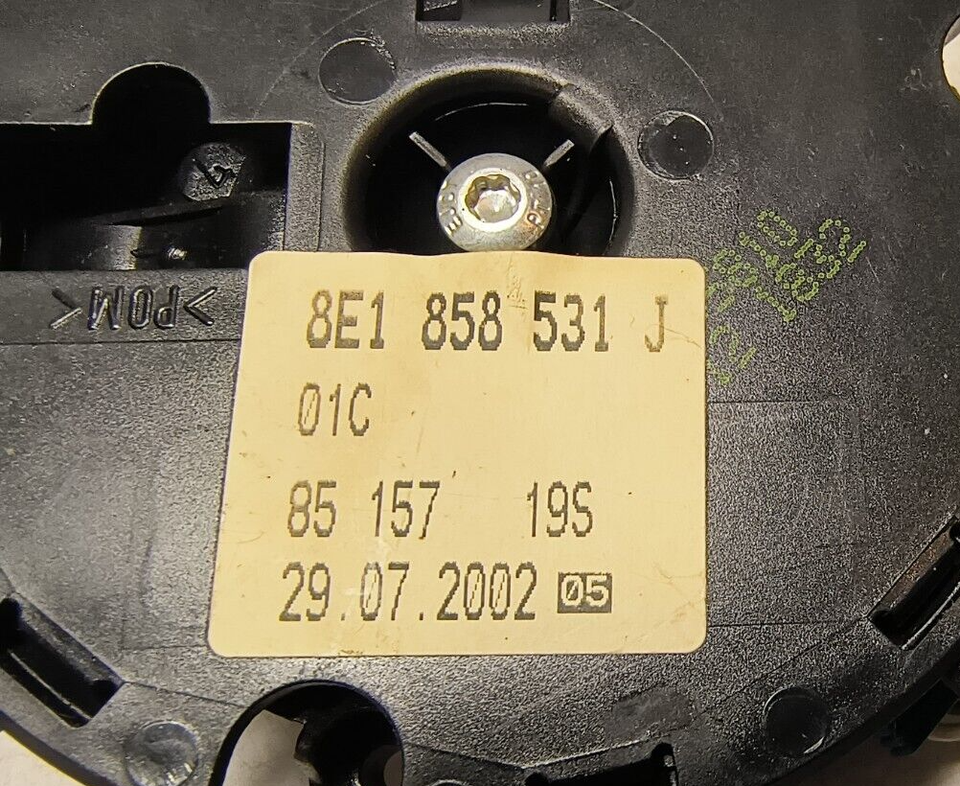 8E1 858 531 J
01C
85 157 19S
29.07.2002 05
>POM<